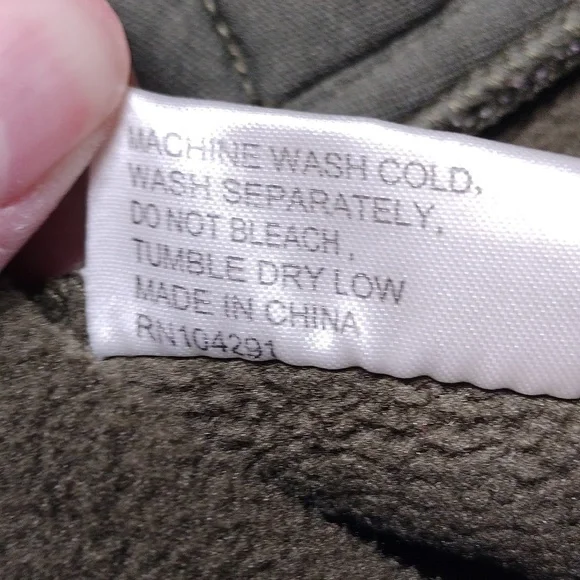 MACHINE WASH COLD,
WASH SEPARATELY,
DO NOT BLEACH,
TUMBLE DRY LOW
MADE IN CHINA
RN104291